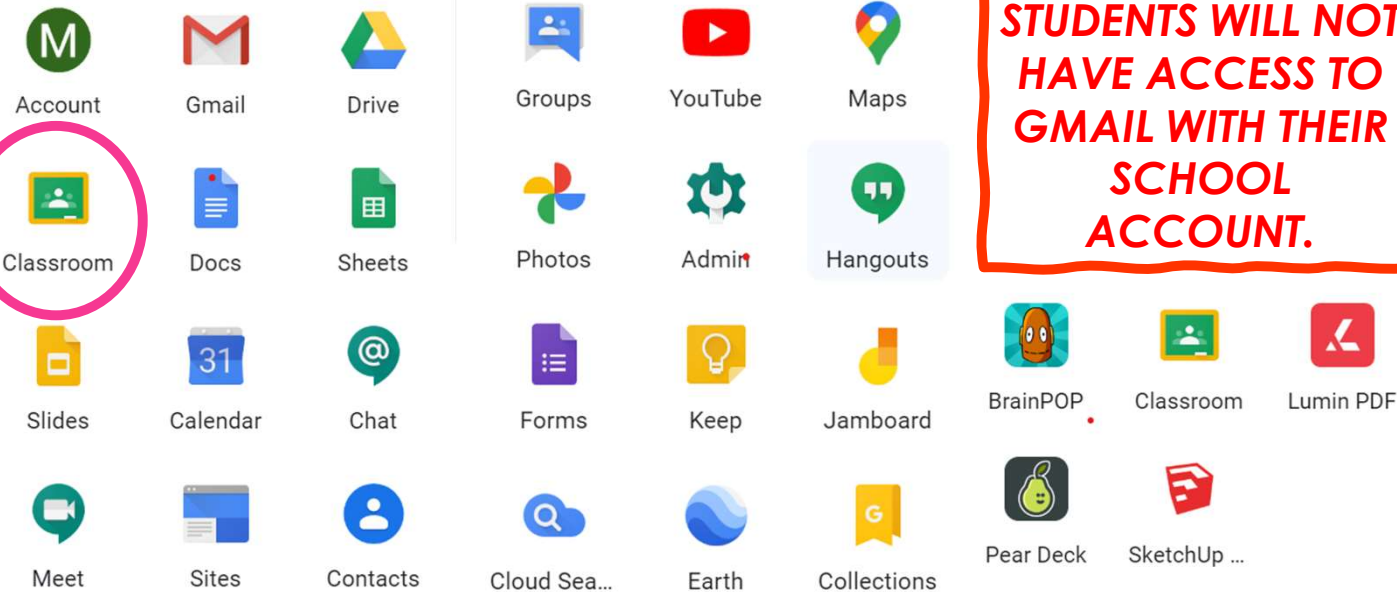 M
Account Gmail Drive
Groups YouTube Maps
Classroom Docs Sheets
Photos Admin Hangouts
31
Slides Calendar Chat
@
Forms Keep Jamboard
Meet Sites Contacts
G
Cloud Sea... Earth Collections
STUDENTS WILL NOT
HAVE ACCESS TO
GMAIL WITH THEIR
SCHOOL
ACCOUNT.
BrainPOP Classroom Lumin PDF
Pear Deck SketchUp ...